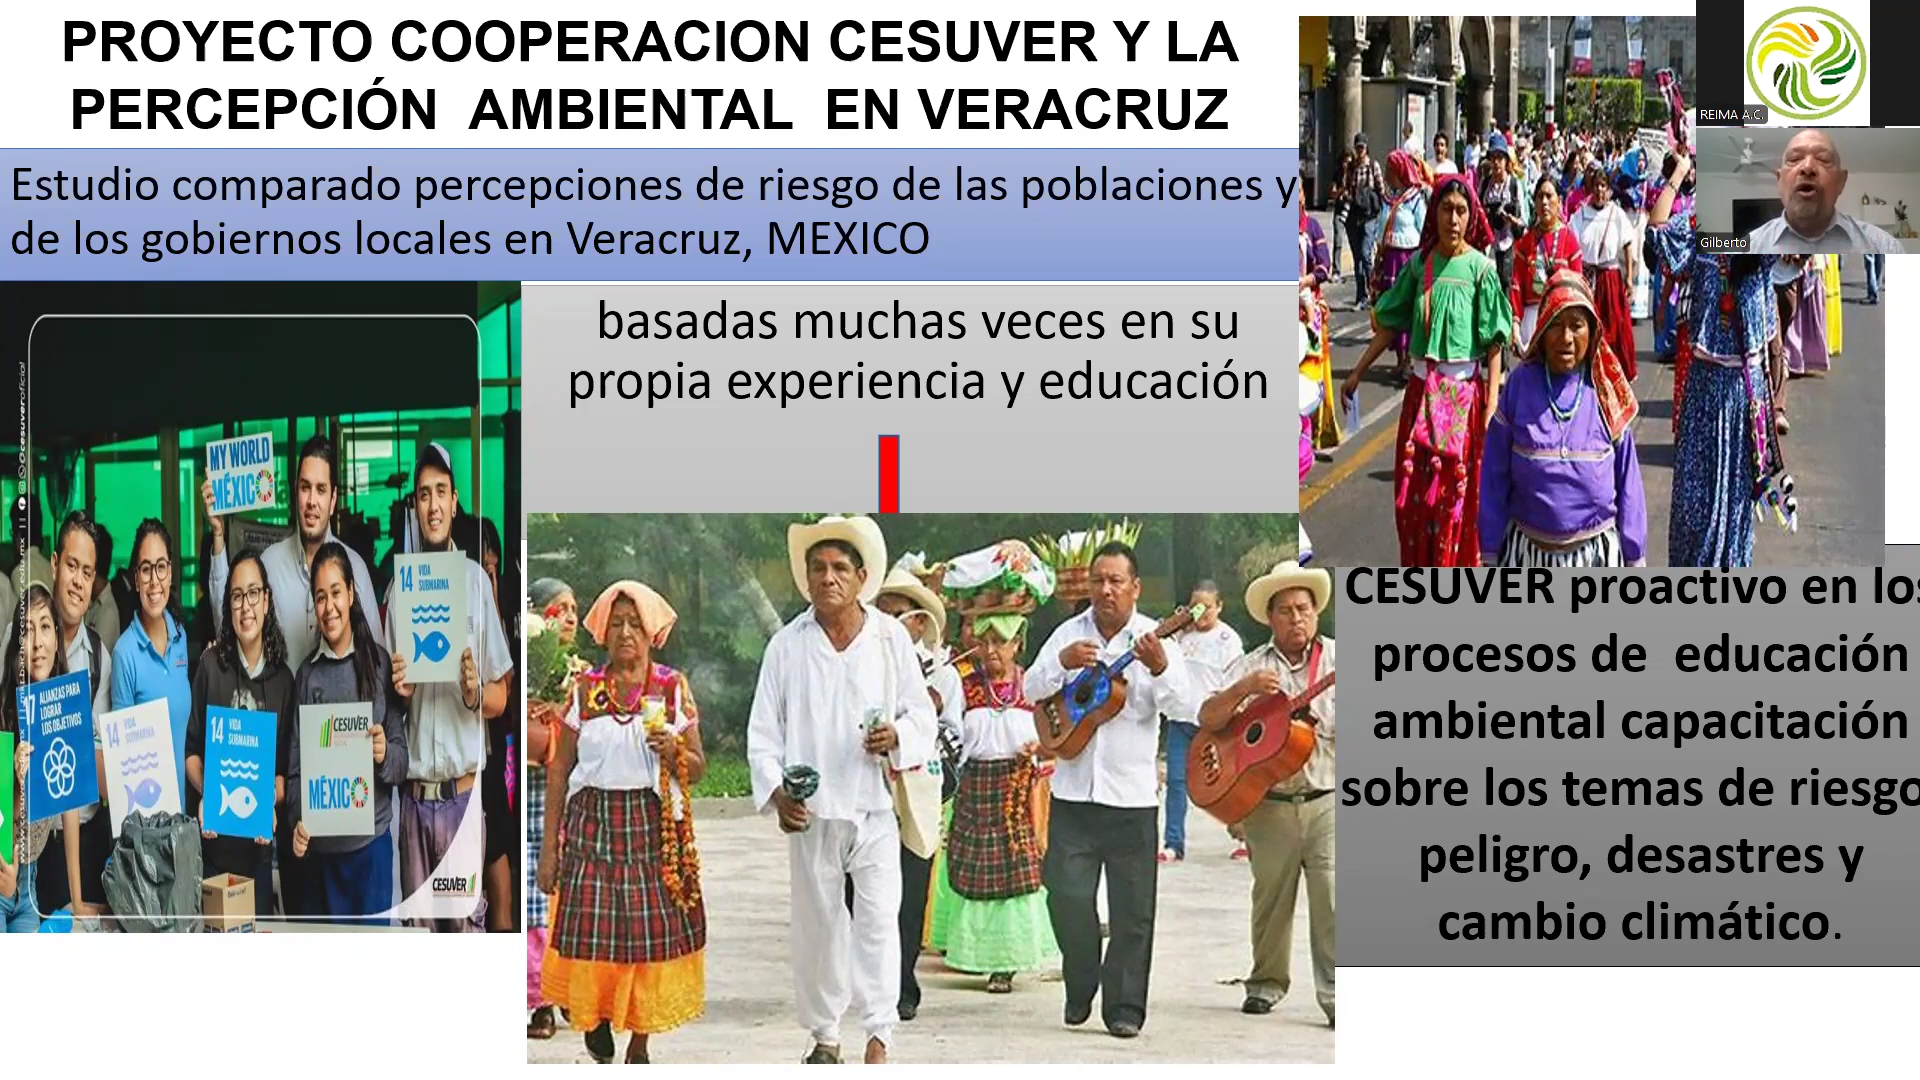 PROYECTO COOPERACION CESUVER Y LA
PERCEPCIÓN AMBIENTAL EN VERACRUZ
Estudio comparado percepciones de riesgo de las poblaciones y
de los gobiernos locales en Veracruz, MEXICO
basadas muchas veces en su
propia experiencia y educación
REIMA A.C.
Gilberto
MY WORLD
MÉXICO
14 VIDA
SUBMARINA
17 ALIANZAS PARA
LOGRAR
LOS OBJETIVOS
14 VIDA
SUBMARINA
14 VIDA
SUBMARINA
CESUVER
MÉXICO
CESUVER
CESUVER proactivo en los
procesos de educación
ambiental capacitación
sobre los temas de riesgo
peligro, desastres y
cambio climático.